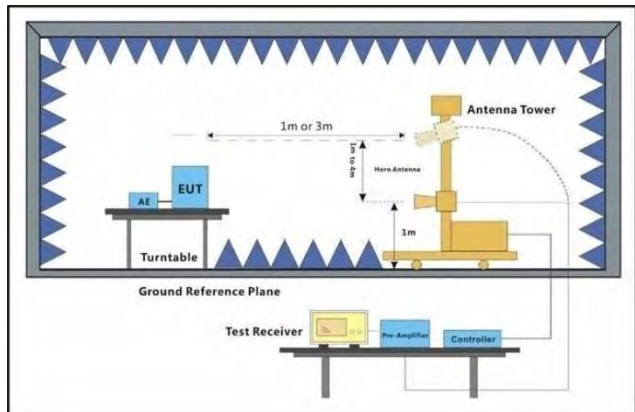 1m or 3m
Antenna Tower
1m to 4m
Horn Antenna
EUT
AE
1m
Turntable
Ground Reference Plane
Test Receiver
Pre-Amplifier
Controller